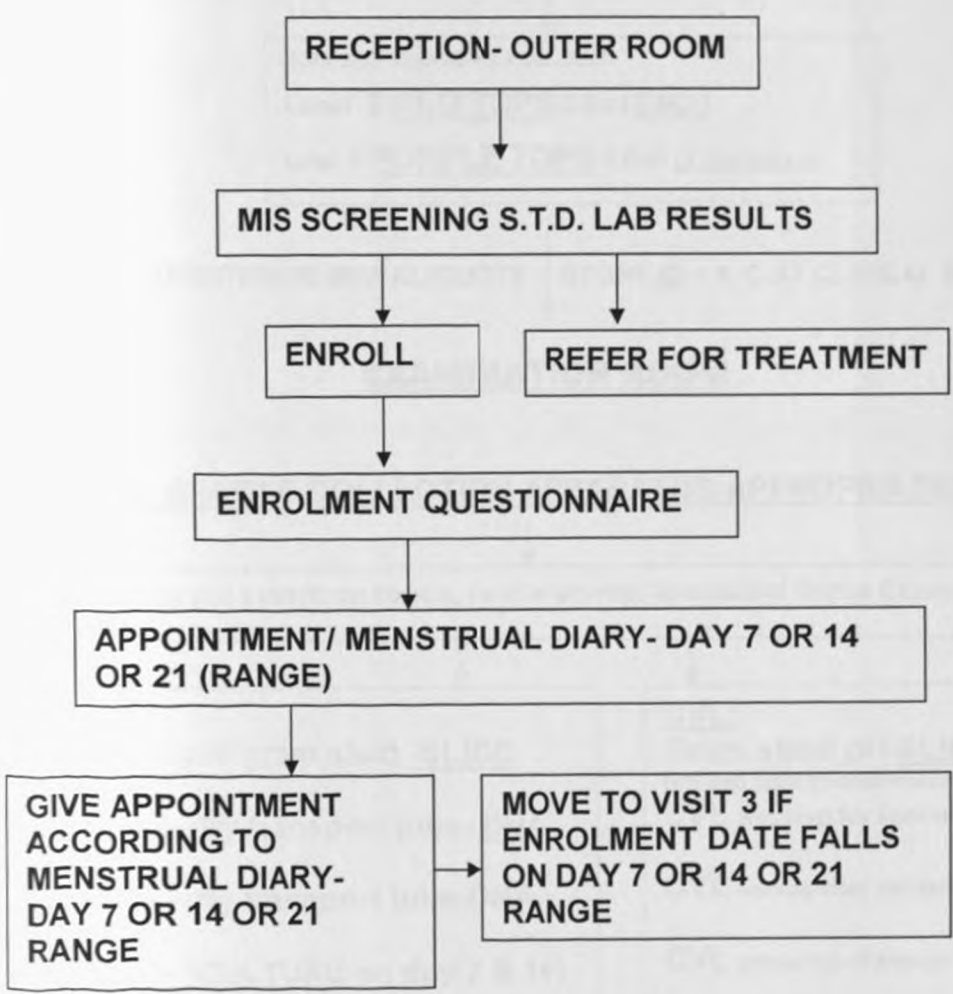 RECEPTION- OUTER ROOM
MIS SCREENING S.T.D. LAB RESULTS
ENROLL
REFER FOR TREATMENT
ENROLMENT QUESTIONNAIRE
APPOINTMENT/ MENSTRUAL DIARY- DAY 7 OR 14
OR 21 (RANGE)
GIVE APPOINTMENT
ACCORDING TO
MENSTRUAL DIARY-
DAY 7 OR 14 OR 21
RANGE
MOVE TO VISIT 3 IF
ENROLMENT DATE FALLS
ON DAY 7 OR 14 OR 21
RANGE